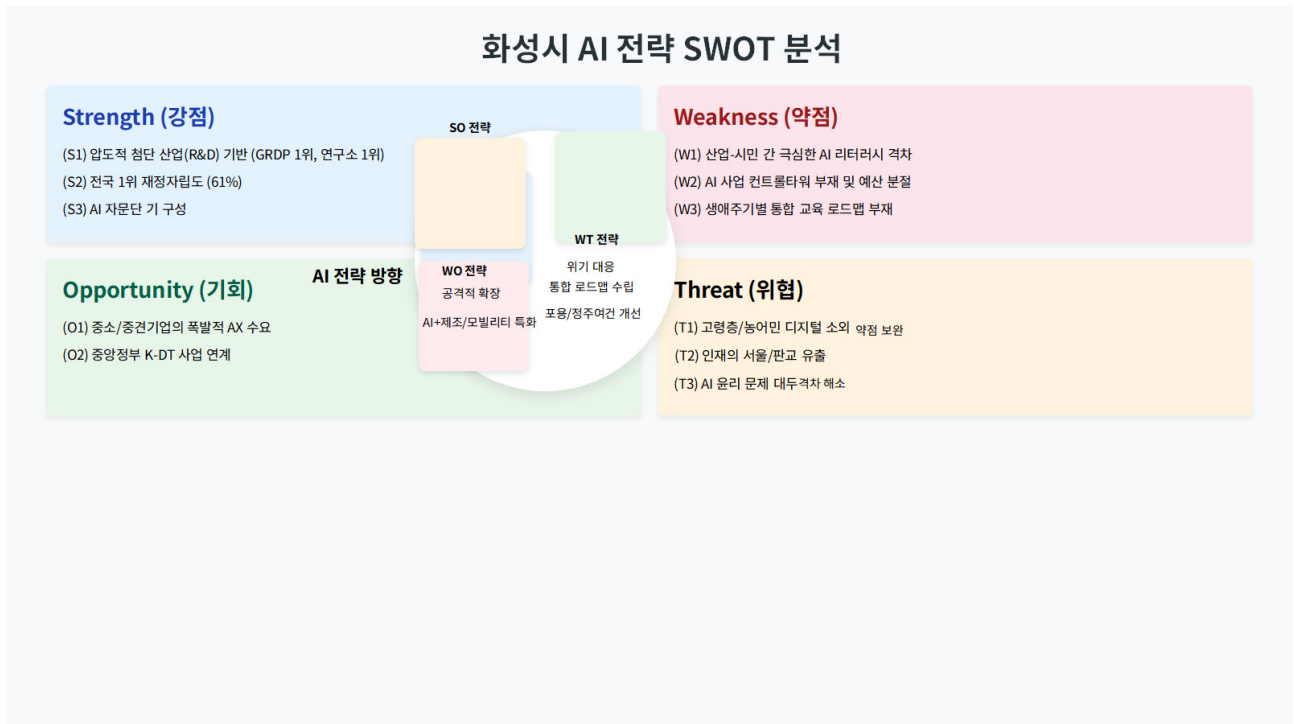 화성시 AI 전략 SWOT 분석
Strength (강점)
(S1) 압도적 첨단 산업(R&D) 기반 (GRDP 1위, 연구소 1위)
(S2) 전국 1위 재정자립도 (61%)
(S3) AI 자문단 기 구성
Weakness (약점)
(W1) 산업-시민 간 극심한 AI 리터러시 격차
(W2) AI 사업 컨트롤타워 부재 및 예산 분절
(W3) 생애주기별 통합 교육 로드맵 부재
SO 전략
WT 전략
위기 대응
통합 로드맵 수립
포용/정주여건 개선
AI 전략 방향
WO 전략
공격적 확장
AI+제조/모빌리티 특화
Opportunity (기회)
(O1) 중소/중견기업의 폭발적 AX 수요
(O2) 중앙정부 K-DT 사업 연계
Threat (위협)
(T1) 고령층/농어민 디지털 소외
약점 보완
(T2) 인재의 서울/판교 유출
(T3) AI 윤리 문제 대두
격차 해소